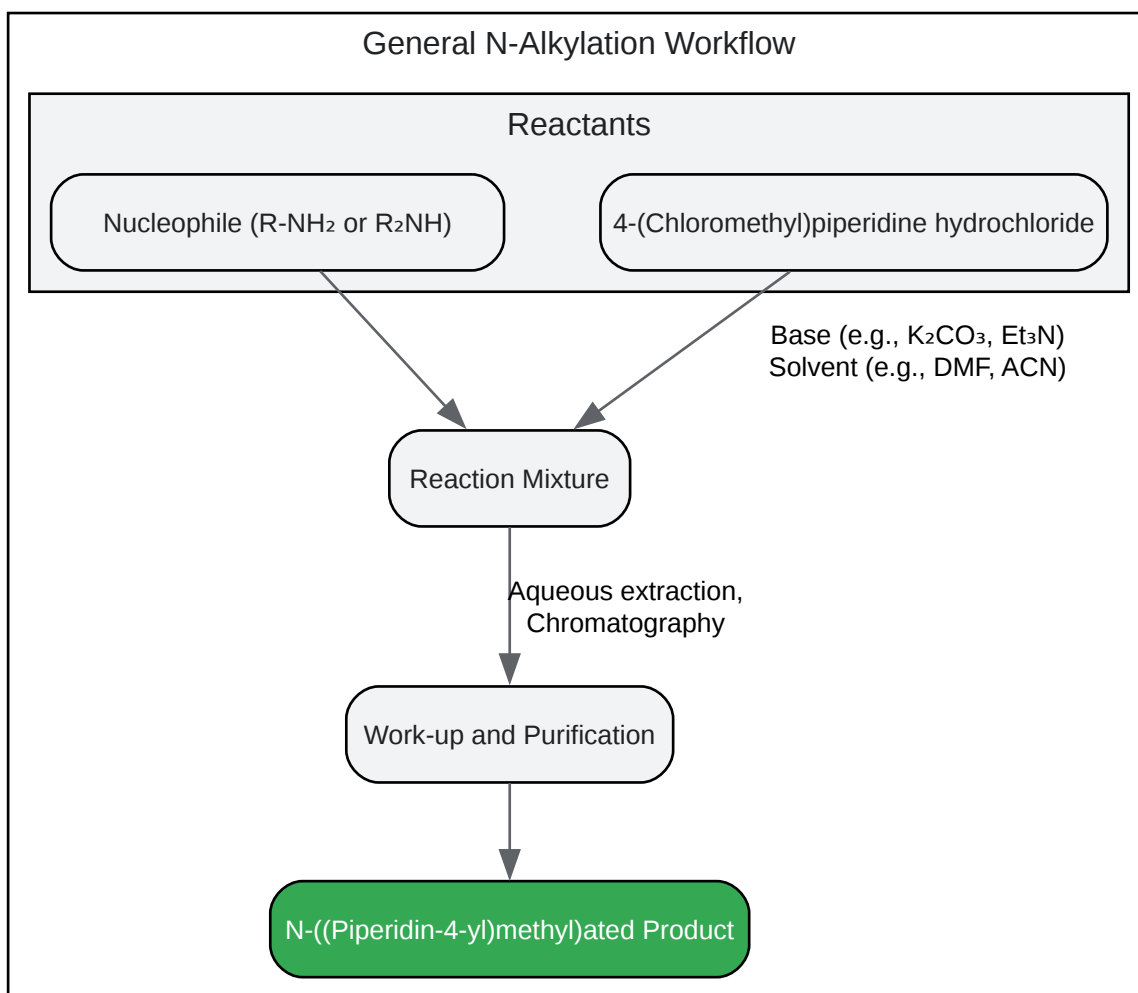 General N-Alkylation Workflow
Reactants
Nucleophile (R-NH₂ or R₂NH)
4-(Chloromethyl)piperidine hydrochloride
Base (e.g., K₂CO₃, Et₃N)
Solvent (e.g., DMF, ACN)
Reaction Mixture
Aqueous extraction,
Chromatography
Work-up and Purification
N-((Piperidin-4-yl)methyl)ated Product